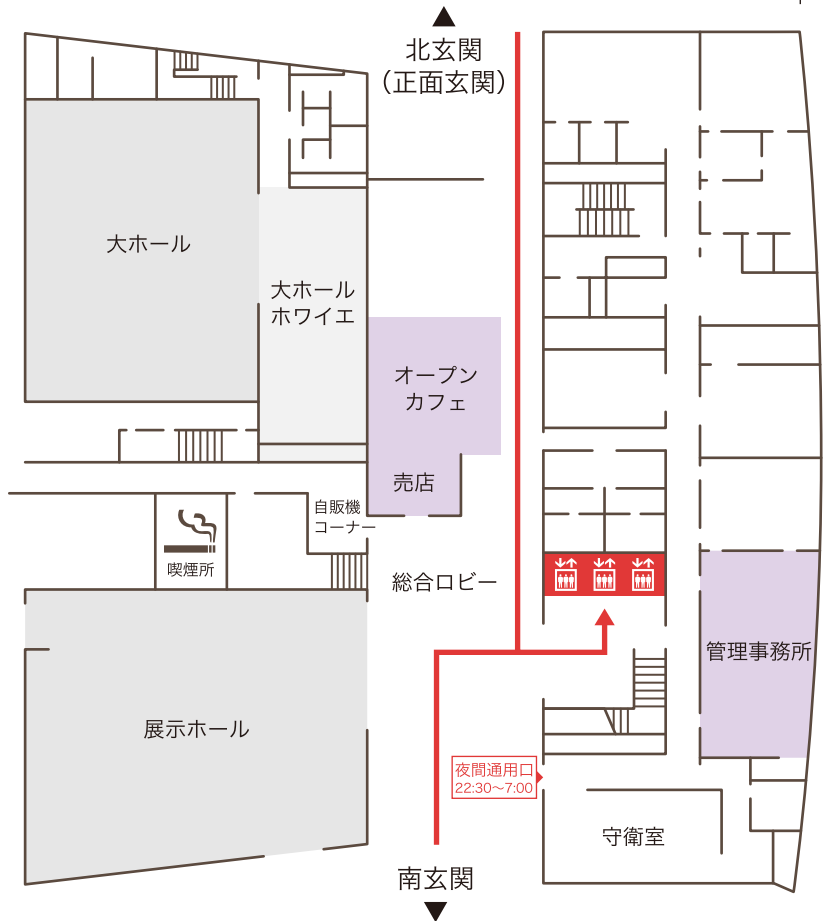 北玄関
（正面玄関）
大ホール
大ホール
ホワイエ
オープン
カフェ
売店
自販機
コーナー
喫煙所
総合ロビー
管理事務所
展示ホール
夜間通用口
22:30〜7:00
守衛室
南玄関